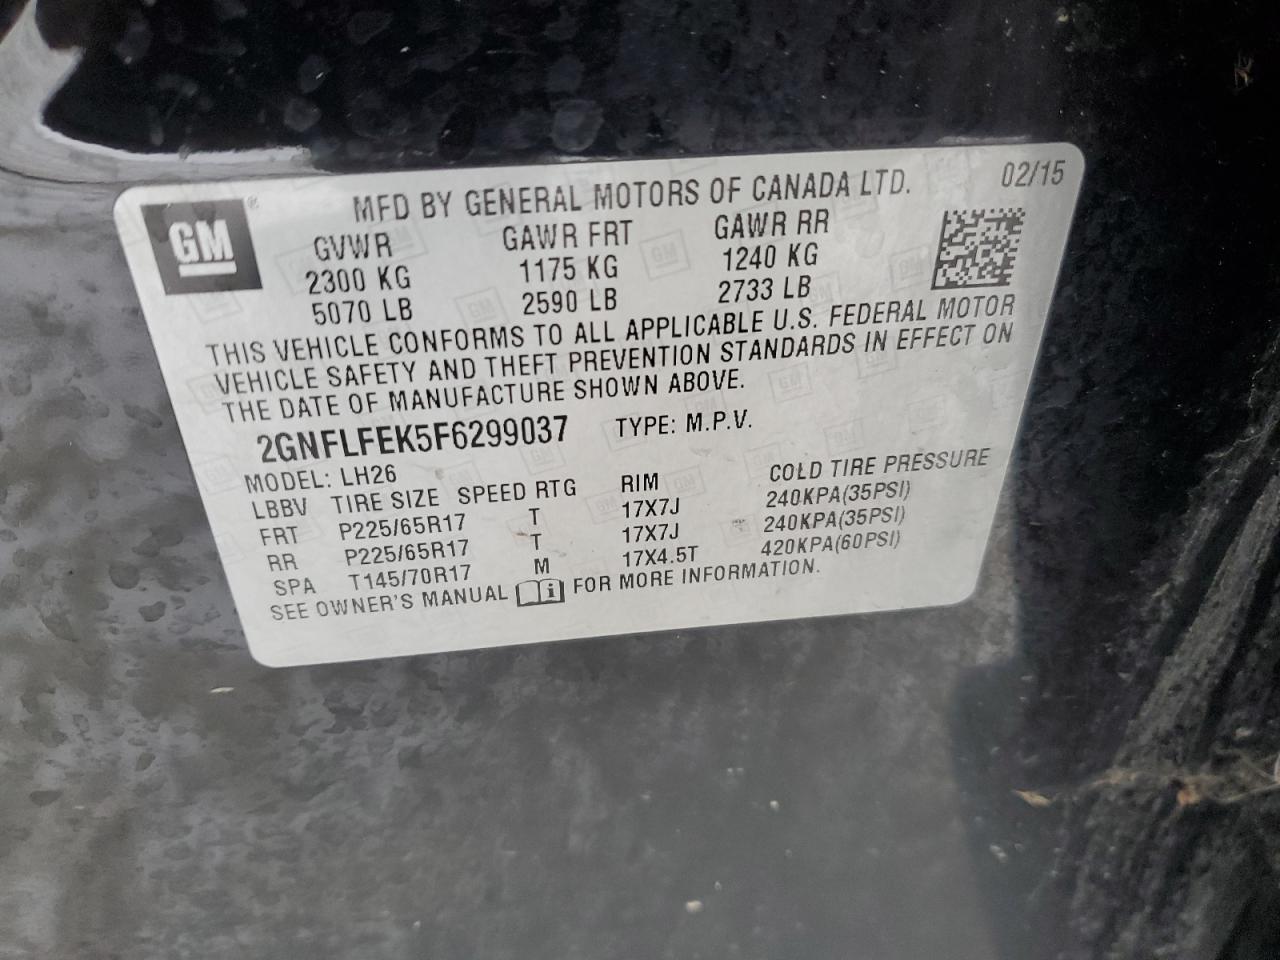 GM® MFD BY GENERAL MOTORS OF CANADA LTD. 02/15
GVWR GAWR FRT GAWR RR
2300 KG 1175 KG 1240 KG
5070 LB 2590 LB 2733 LB
THIS VEHICLE CONFORMS TO ALL APPLICABLE U.S. FEDERAL MOTOR
VEHICLE SAFETY AND THEFT PREVENTION STANDARDS IN EFFECT ON
THE DATE OF MANUFACTURE SHOWN ABOVE.
2GNFLFEK5F6299037 TYPE: M.P.V.
MODEL: LH26
LBBV TIRE SIZE SPEED RTG RIM COLD TIRE PRESSURE
FRT P225/65R17 T 17X7J 240KPA(35PSI)
RR P225/65R17 T 17X7J 240KPA(35PSI)
SPA T145/70R17 M 17X4.5T 420KPA(60PSI)
SEE OWNER'S MANUAL i FOR MORE INFORMATION.